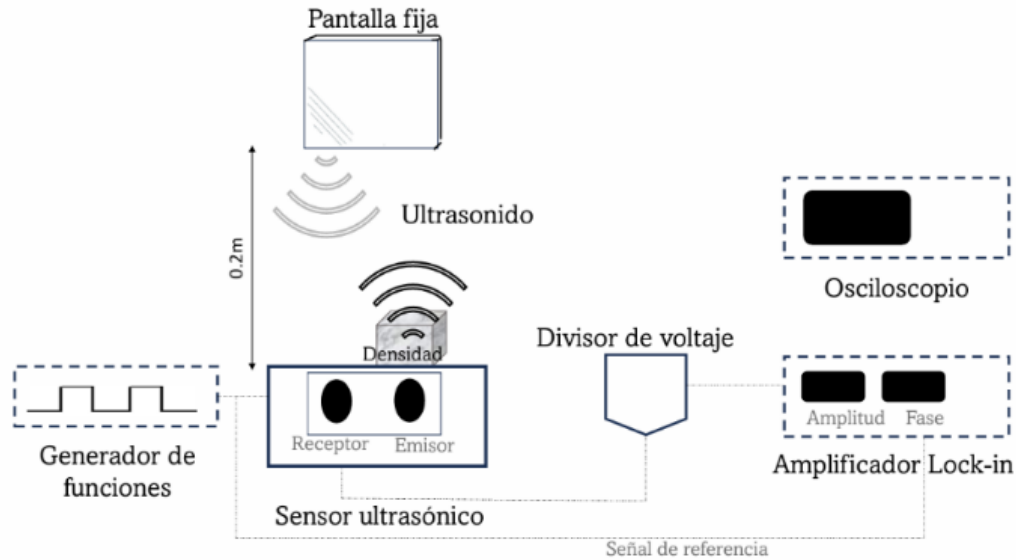 Pantalla fija
Ultrasonido
0.2m
Osciloscopio
Densidad
Divisor de voltaje
Receptor
Emisor
Amplitud
Fase
Generador de
funciones
Amplificador Lock-in
Sensor ultrasónico
Señal de referencia